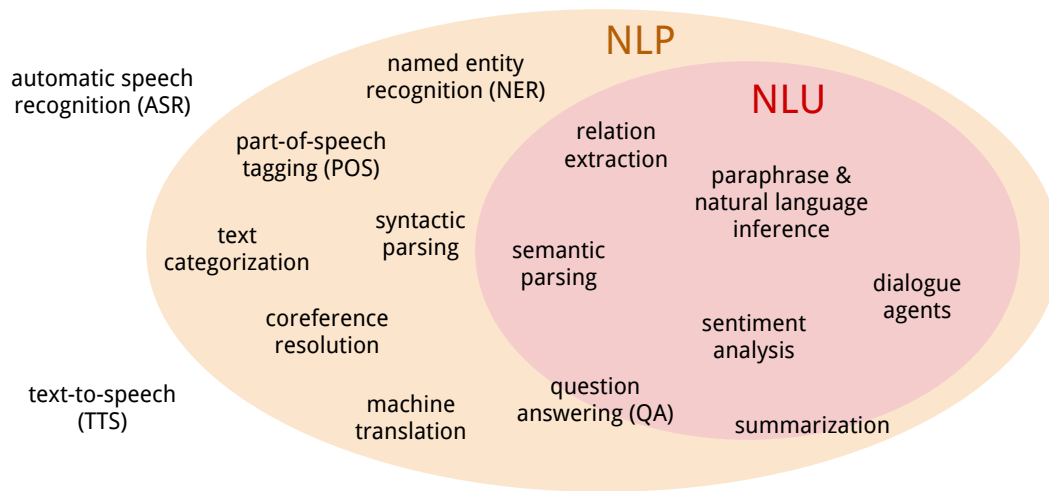 NLP
NLU
automatic speech
recognition (ASR)
named entity
recognition (NER)
part-of-speech
tagging (POS)
relation
extraction
paraphrase &
natural language
inference
text
categorization
syntactic
parsing
semantic
parsing
dialogue
agents
coreference
resolution
sentiment
analysis
text-to-speech
(TTS)
machine
translation
question
answering (QA)
summarization